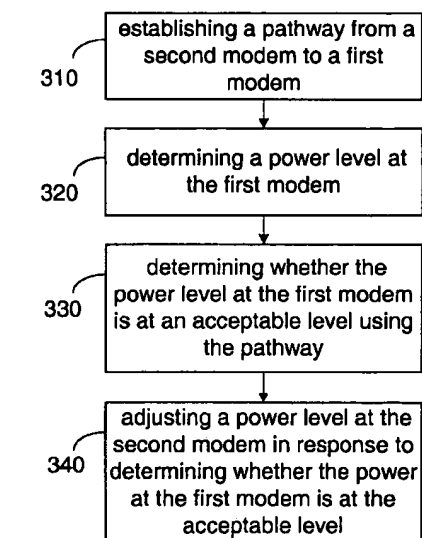 establishing a pathway from a
second modem to a first
modem
310
determining a power level at
the first modem
320
determining whether the
power level at the first modem
is at an acceptable level using
the pathway
330
adjusting a power level at the
second modem in response to
determining whether the power
at the first modem is at the
acceptable level
340